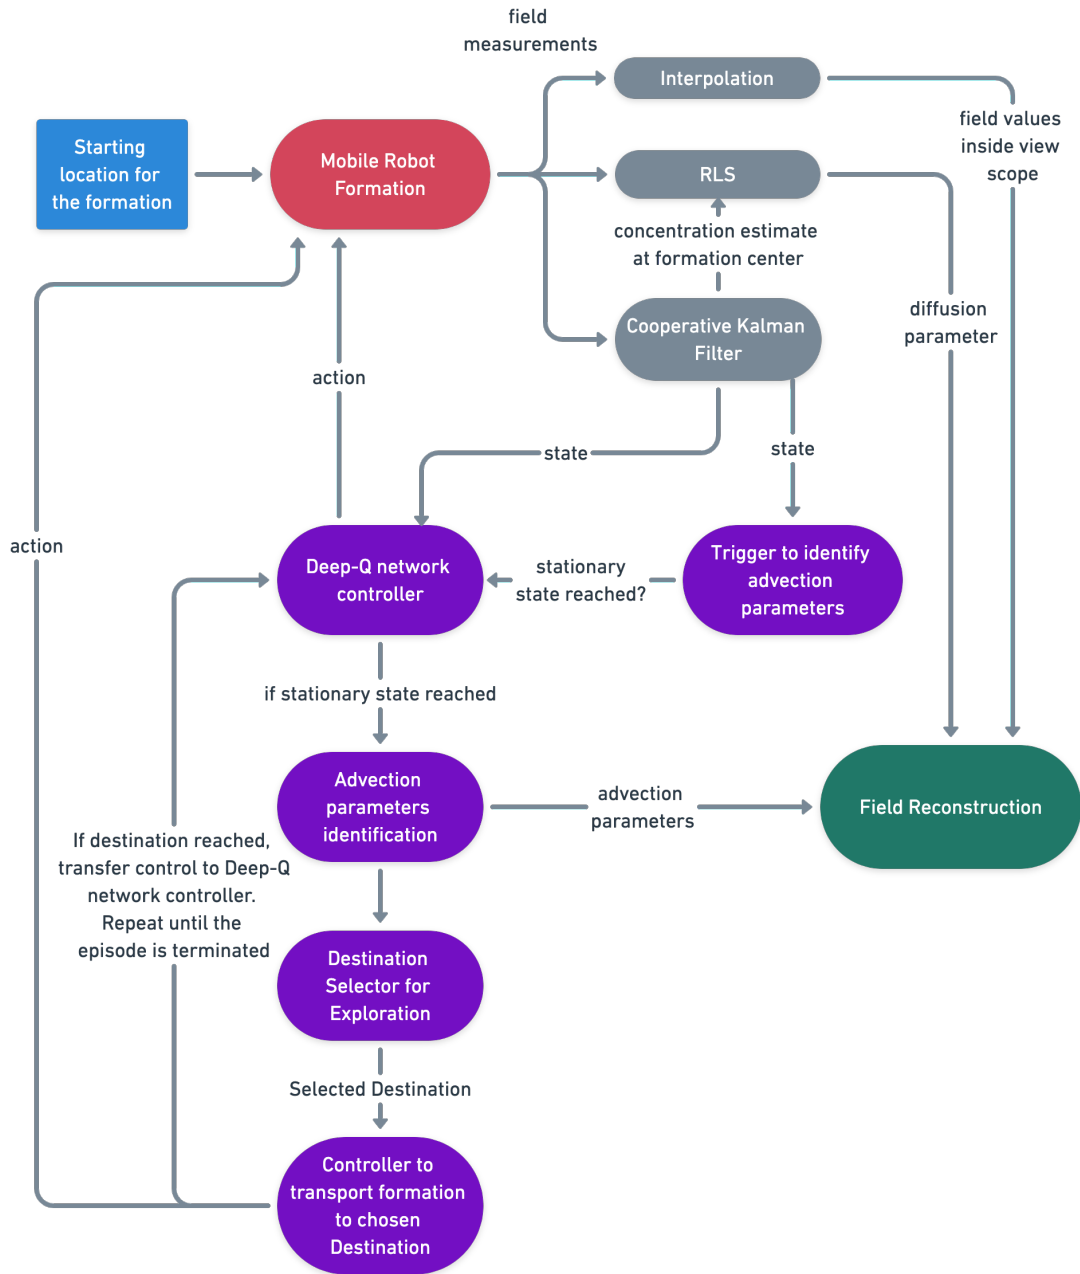 field
measurements
Interpolation
Starting
location for
the formation
Mobile Robot
Formation
RLS
field values
inside view
scope
concentration estimate
at formation center
Cooperative Kalman
Filter
diffusion
parameter
action
state
state
action
Deep-Q network
controller
stationary
state reached?
Trigger to identify
advection
parameters
if stationary state reached
Advection
parameters
identification
advection
parameters
Field Reconstruction
If destination reached,
transfer control to Deep-Q
network controller.
Repeat until the
episode is terminated
Destination
Selector for
Exploration
Selected Destination
Controller to
transport formation
to chosen
Destination